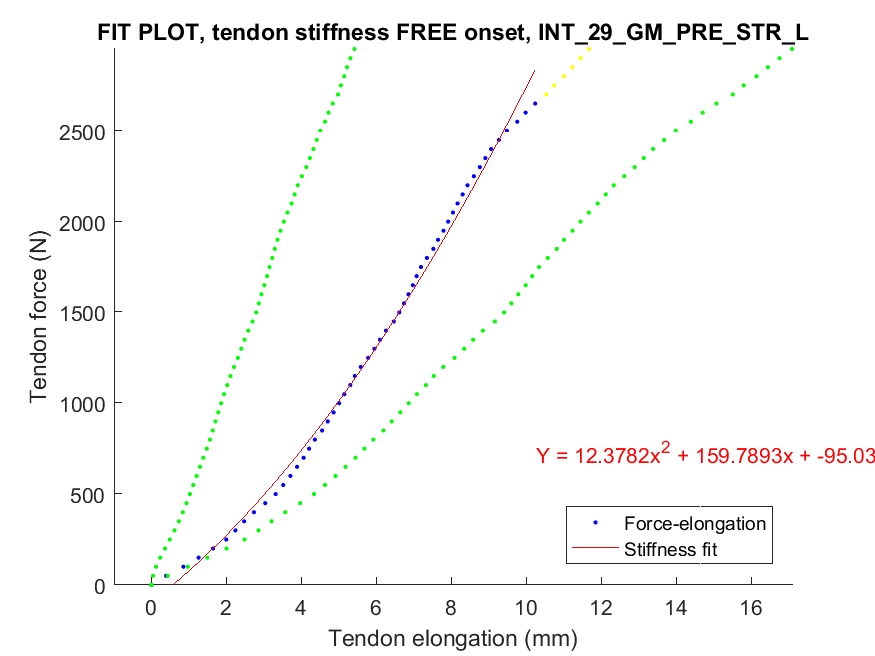 FIT PLOT, tendon stiffness FREE onset, INT_29_GM_PRE_STR_L
Tendon force (N)
2500
2000
1500
1000
500
0
Y = 12.3782x² + 159.7893x + -95.03
Force-elongation
Stiffness fit
0 2 4 6 8 10 12 14 16
Tendon elongation (mm)